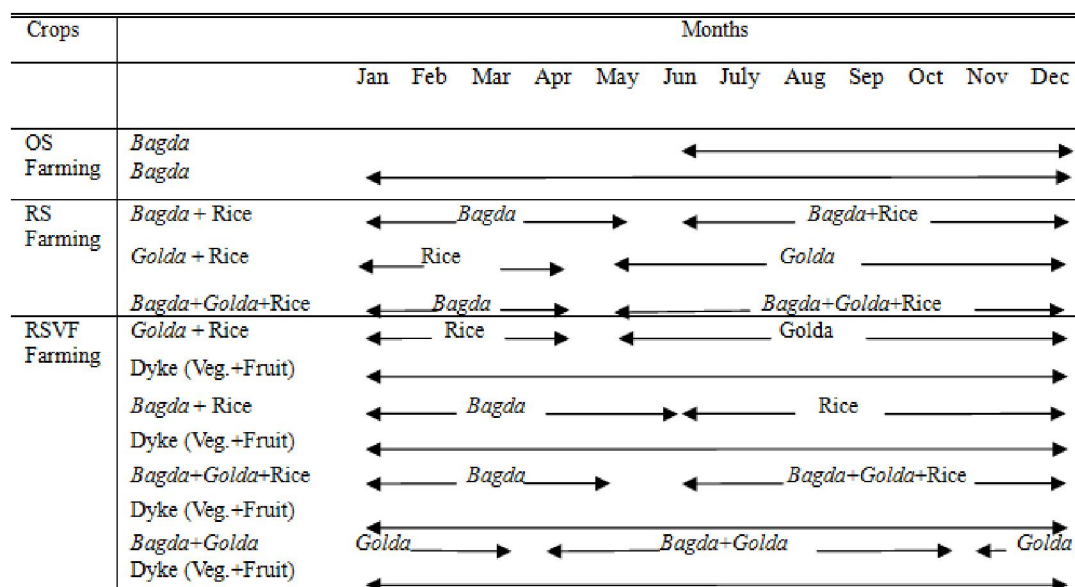 Crops Months
Jan Feb Mar Apr May Jun July Aug Sep Oct Nov Dec
OS Farming Bagda
Bagda
RS Farming Bagda + Rice Bagda Bagda+Rice
Golda + Rice Rice Golda
Bagda+Golda+Rice Bagda Bagda+Golda+Rice
RSVF Farming Golda + Rice Rice Golda
Dyke (Veg.+Fruit)
Bagda + Rice Bagda Rice
Dyke (Veg.+Fruit)
Bagda+Golda+Rice Bagda Bagda+Golda+Rice
Dyke (Veg.+Fruit)
Bagda+Golda Golda Bagda+Golda Golda
Dyke (Veg.+Fruit)